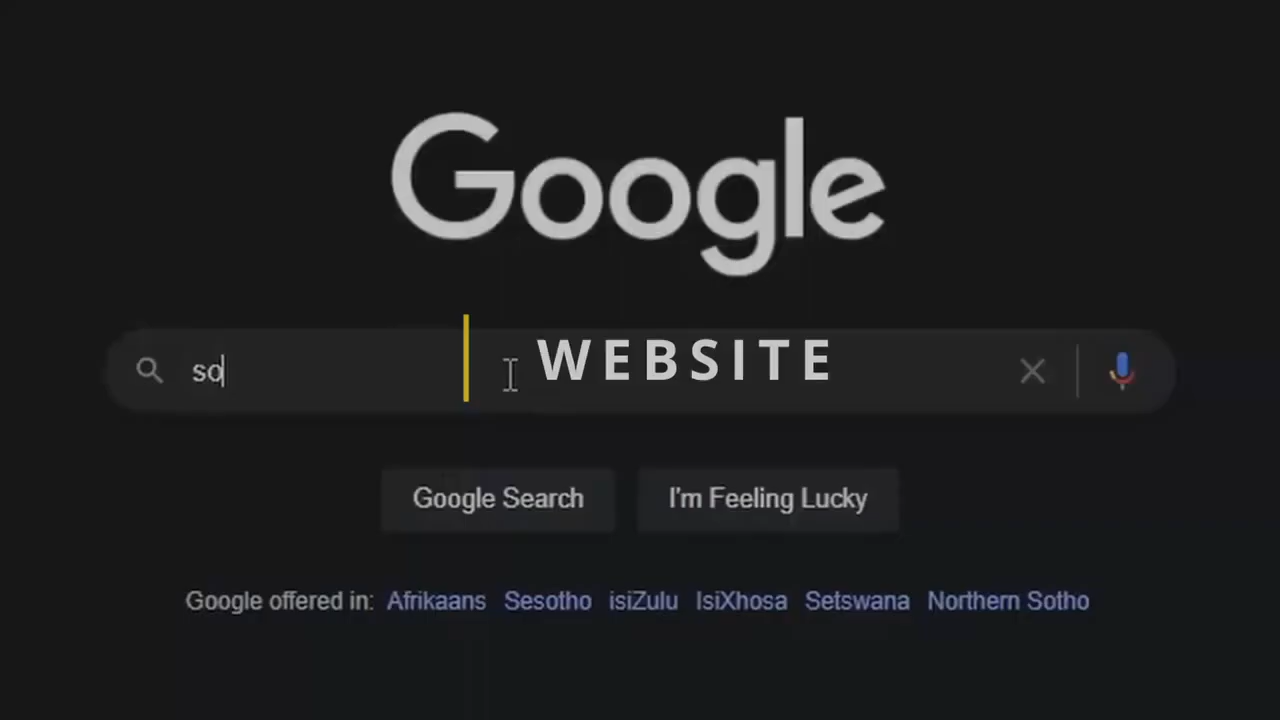 Google
so
WEBSITE
Google Search I'm Feeling Lucky
Google offered in: Afrikaans Sesotho isiZulu IsiXhosa Setswana Northern Sotho